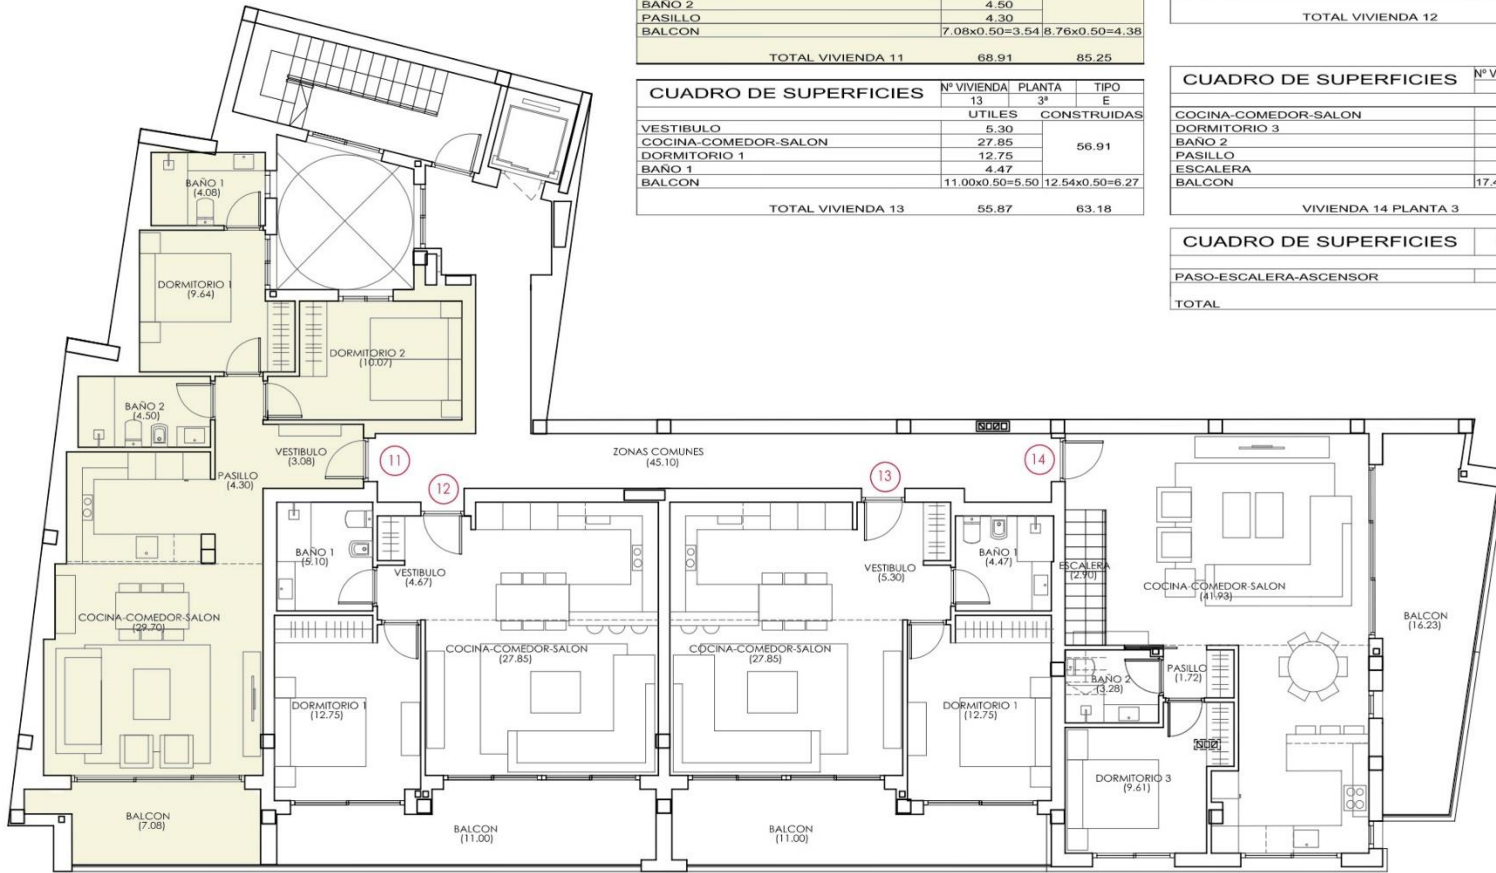 BAÑO 2 4.50
PASILLO 4.30
BALCON 7.08x0.50=3.54 8.76x0.50=4.38
TOTAL VIVIENDA 11 68.91 85.25
TOTAL VIVIENDA 12
CUADRO DE SUPERFICIES Nº VIVIENDA PLANTA TIPO
13 3ª E
UTILES CONSTRUIDAS
VESTIBULO 5.30
COCINA-COMEDOR-SALON 27.85
56.91
DORMITORIO 1 12.75
BAÑO 1 4.47
BALCON 11.00x0.50=5.50 12.54x0.50=6.27
TOTAL VIVIENDA 13 55.87 63.18
CUADRO DE SUPERFICIES Nº V
COCINA-COMEDOR-SALON
DORMITORIO 3
BAÑO 2
PASILLO
ESCALERA
BALCON 17.4
VIVIENDA 14 PLANTA 3
CUADRO DE SUPERFICIES
PASO-ESCALERA-ASCENSOR
TOTAL
BAÑO 1
(4.08)
DORMITORIO 1
(9.64)
DORMITORIO 2
(10.07)
BAÑO 2
(4.50)
VESTIBULO
(3.08)
PASILLO
(4.30)
11
12
ZONAS COMUNES
(45.10)
13
14
COCINA-COMEDOR-SALON
(29.70)
BALCON
(7.08)
BAÑO 1
(5.10)
VESTIBULO
(4.67)
COCINA-COMEDOR-SALON
(27.85)
DORMITORIO 1
(12.75)
BALCON
(11.00)
VESTIBULO
(5.30)
BAÑO 1
(4.47)
COCINA-COMEDOR-SALON
(27.85)
DORMITORIO 1
(12.75)
BALCON
(11.00)
ESCALERA
(2.90)
COCINA-COMEDOR-SALON
(41.93)
BALCON
(16.23)
BAÑO 2
(3.28)
PASILLO
(1.72)
DORMITORIO 3
(9.61)